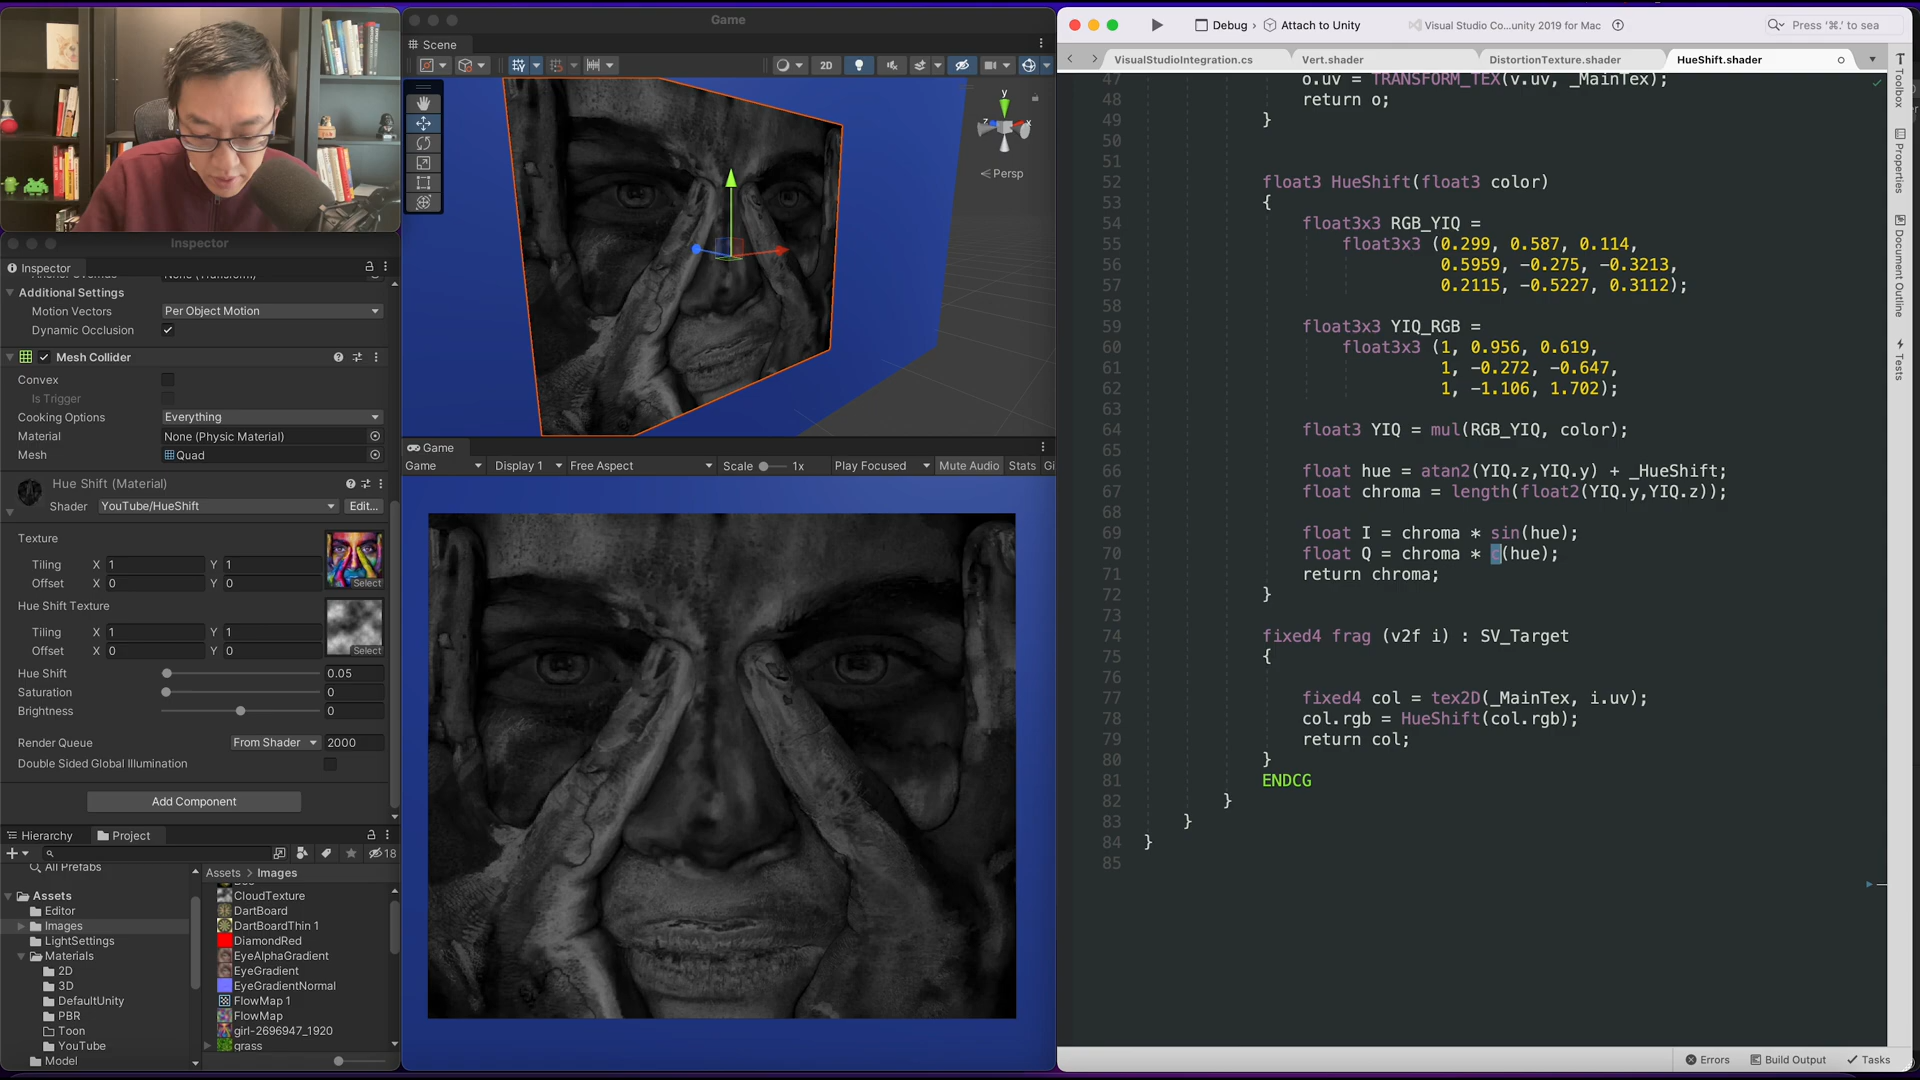 Inspector
Inspector
None (Transform)
Additional Settings
Motion Vectors
Per Object Motion
Dynamic Occlusion
Mesh Collider
Convex
Is Trigger
Cooking Options
Everything
Material
None (Physic Material)
Mesh
Quad
Hue Shift (Material)
Shader
YouTube/HueShift
Edit...
Texture
Tiling X 1 Y 1
Offset X 0 Y 0
Select
Hue Shift Texture
Tiling X 1 Y 1
Offset X 0 Y 0
Select
Hue Shift 0.05
Saturation 0
Brightness 0
Render Queue From Shader 2000
Double Sided Global Illumination
Add Component
Hierarchy Project
18
All Prefabs
Assets
Editor
Images
LightSettings
Materials
2D
3D
DefaultUnity
PBR
Toon
YouTube
Model
Assets > Images
CloudTexture
DartBoard
DartBoardThin 1
DiamondRed
EyeAlphaGradient
EyeGradient
EyeGradientNormal
FlowMap 1
FlowMap
girl-2696947_1920
grass
Game
Scene
2D
y
z
x
Persp
Game
Game Display 1 Free Aspect Scale 1x Play Focused Mute Audio Stats Gi
Debug > Attach to Unity
Visual Studio Co...unity 2019 for Mac
Press '⌘.' to sea
VisualStudioIntegration.cs Vert.shader DistortionTexture.shader HueShift.shader
47 o.uv = TRANSFORM_TEX(v.uv, _MainTex);
48 return o;
49 }
50
51
52 float3 HueShift(float3 color)
53 {
54 float3x3 RGB_YIQ =
55 float3x3 (0.299, 0.587, 0.114,
56 0.5959, -0.275, -0.3213,
57 0.2115, -0.5227, 0.3112);
58
59 float3x3 YIQ_RGB =
60 float3x3 (1, 0.956, 0.619,
61 1, -0.272, -0.647,
62 1, -1.106, 1.702);
63
64 float3 YIQ = mul(RGB_YIQ, color);
65
66 float hue = atan2(YIQ.z,YIQ.y) + _HueShift;
67 float chroma = length(float2(YIQ.y,YIQ.z));
68
69 float I = chroma * sin(hue);
70 float Q = chroma * c(hue);
71 return chroma;
72 }
73
74 fixed4 frag (v2f i) : SV_Target
75 {
76
77 fixed4 col = tex2D(_MainTex, i.uv);
78 col.rgb = HueShift(col.rgb);
79 return col;
80 }
81 ENDCG
82 }
83 }
84 }
85
Toolbox
Properties
Document Outline
Tests
Errors Build Output Tasks